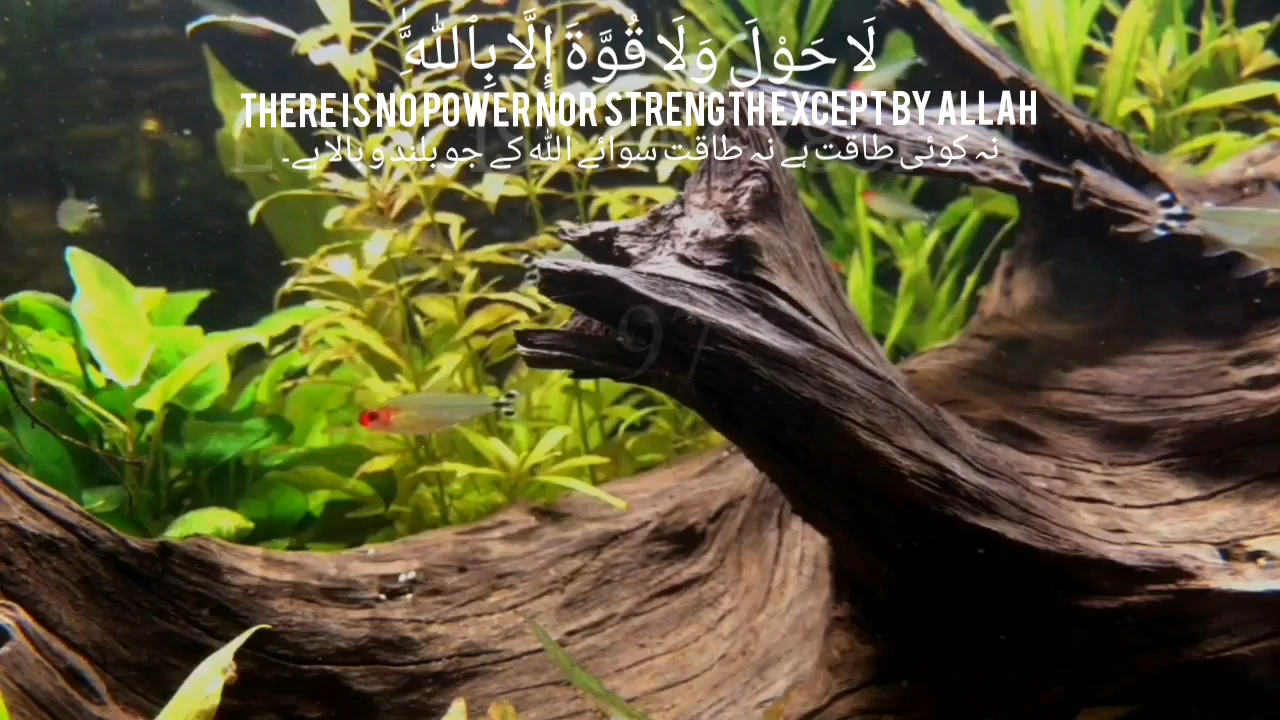 لَا حَوْلَ وَلَا قُوَّةَ إِلَّا بِٱللَّٰهِ
THERE IS NO POWER NOR STRENGTH EXCEPT BY ALLAH
نہ کوئی طاقت ہے نہ طاقت سوائے اللہ کے جو بلند و بالا ہے۔
97